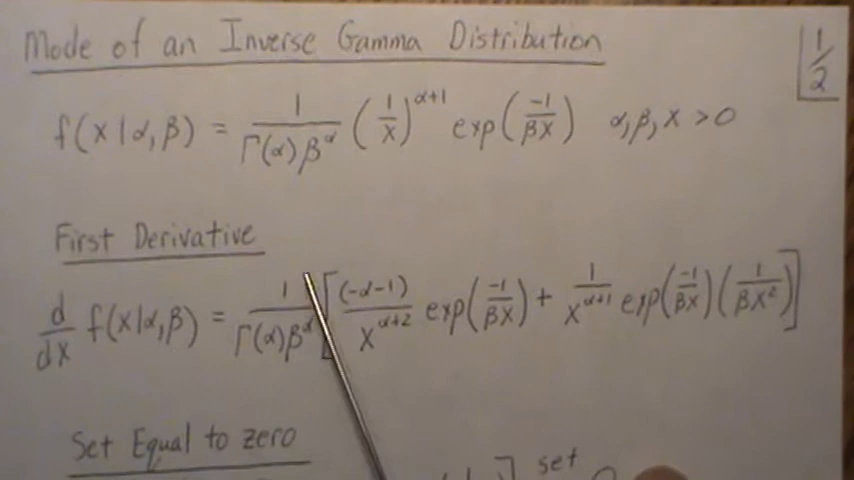 Mode of an Inverse Gamma Distribution
1/2
f(x|α,β) = 1/(Γ(α)β^α) (1/x)^(α+1) exp(-1/(βx)) α,β,x > 0
First Derivative
d/dx f(x|α,β) = 1/(Γ(α)β^α) [(-α-1)/x^(α+2) exp(-1/(βx)) + 1/x^(α+1) exp(-1/(βx)) (1/(βx²))]
Set Equal to zero
set